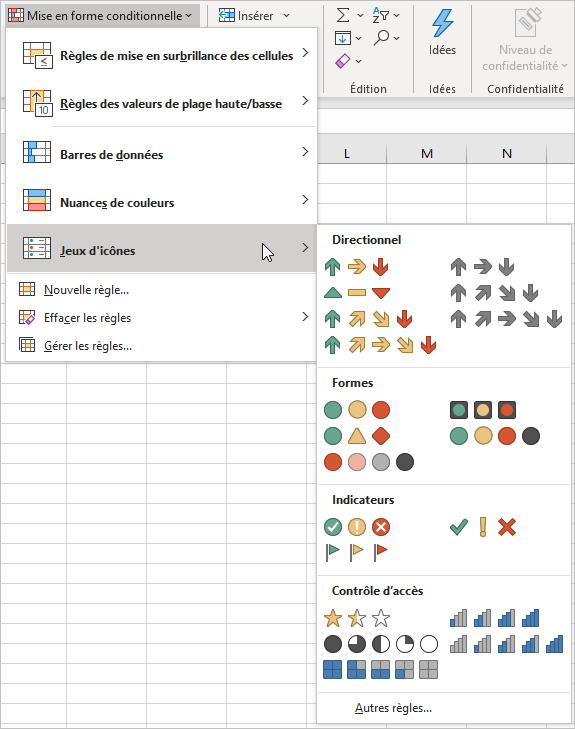 Mise en forme conditionnelle
Insérer
Idées
Niveau de
confidentialité
Édition
Idées
Confidentialité
Règles de mise en surbrillance des cellules
Règles des valeurs de plage haute/basse
10
Barres de données
Nuances de couleurs
Jeux d'icônes
Nouvelle règle...
Effacer les règles
Gérer les règles...
L M N
Directionnel
Formes
Indicateurs
Contrôle d'accès
Autres règles...